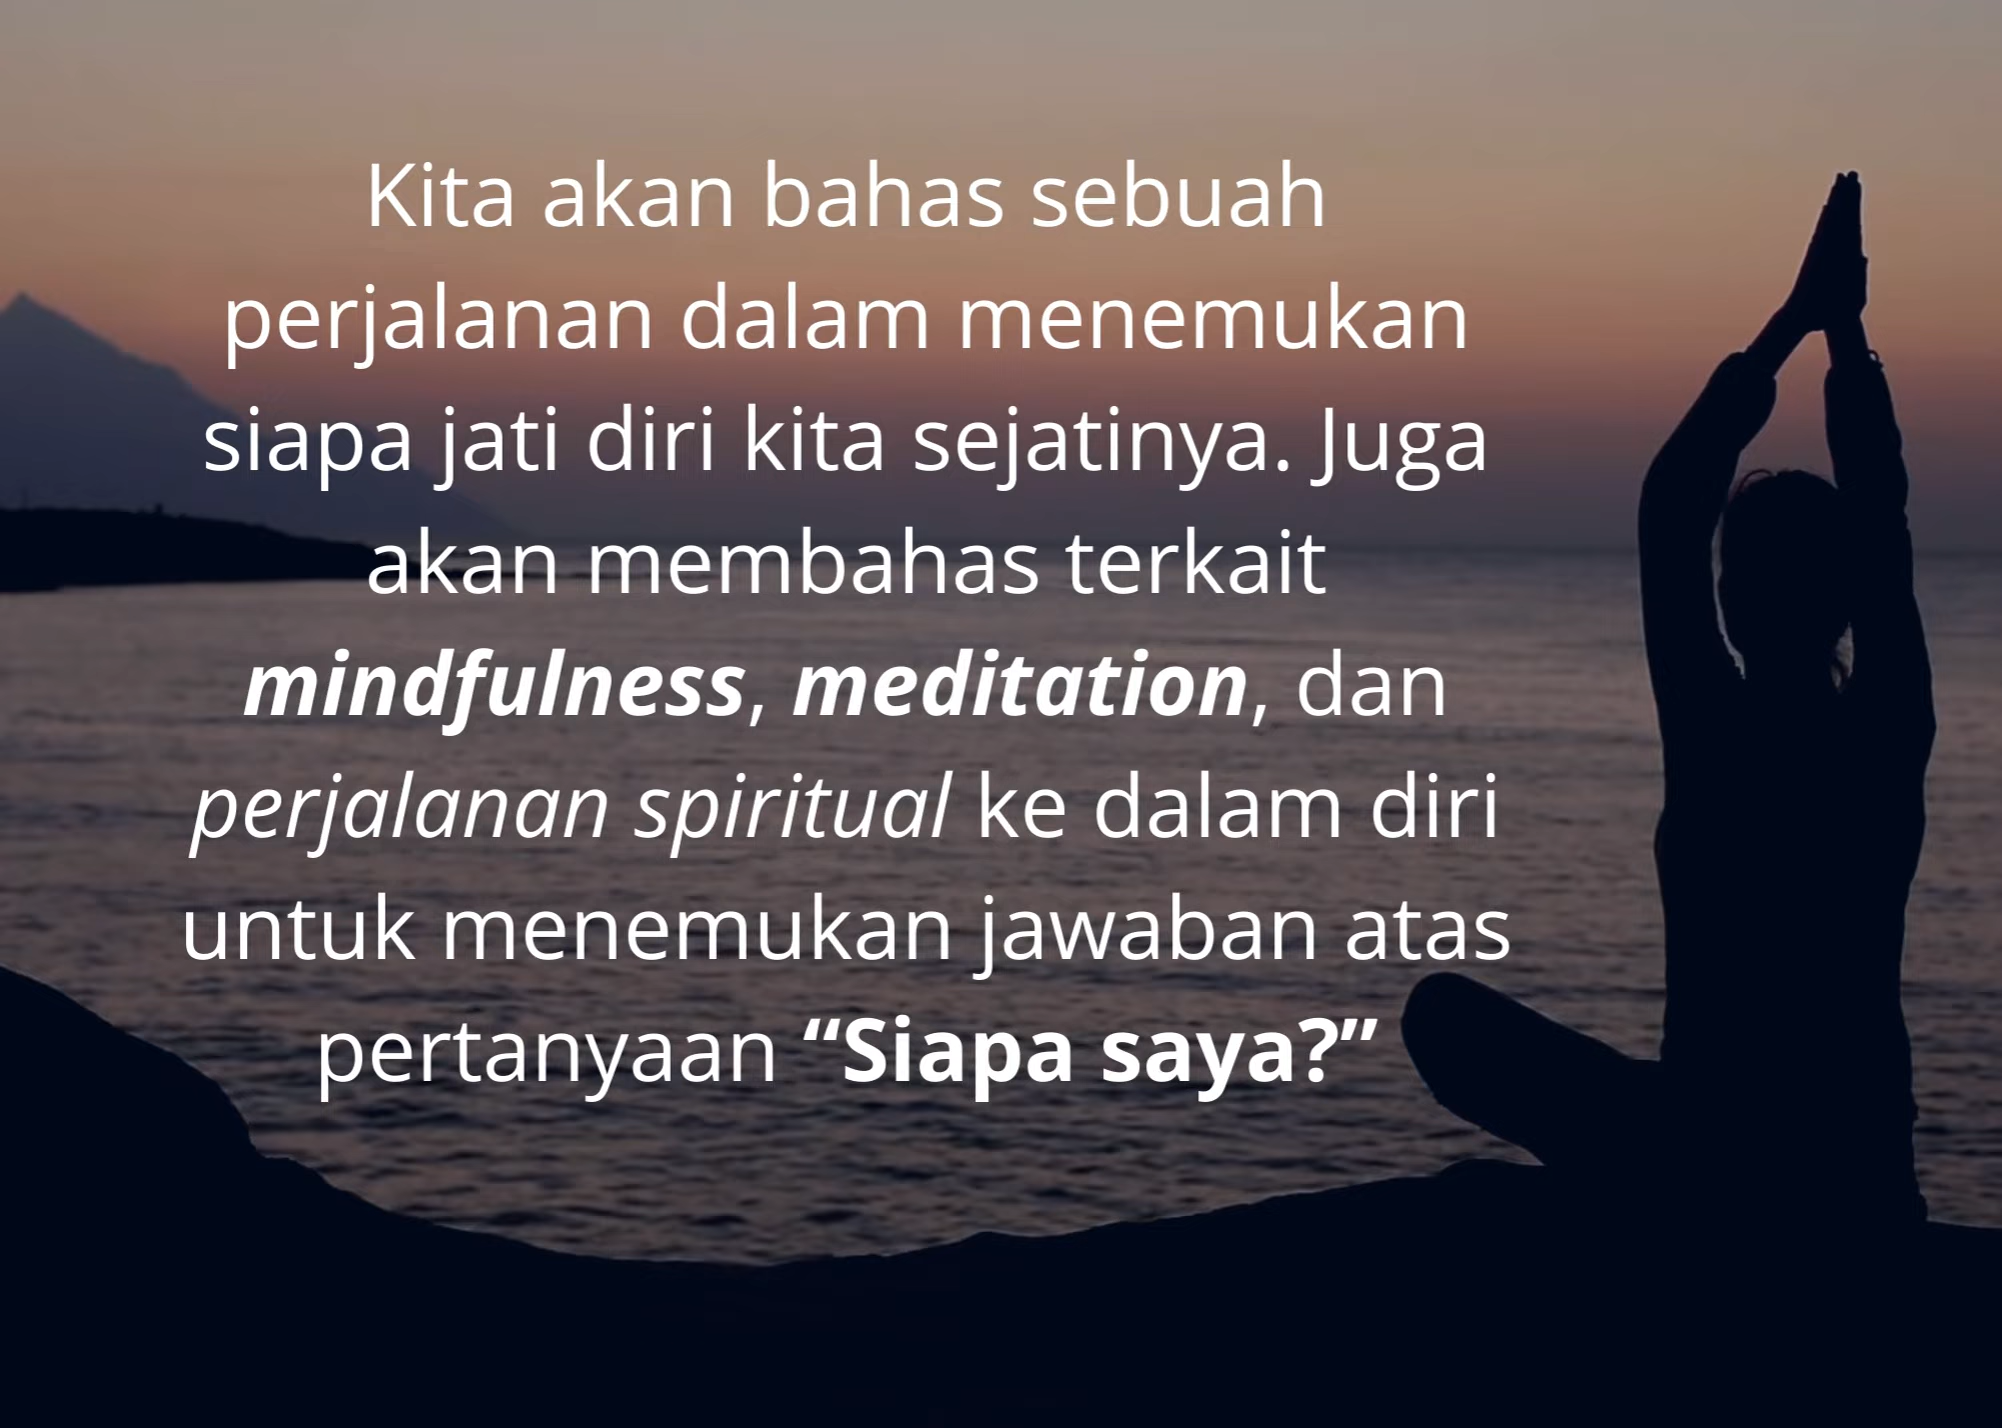 Kita akan bahas sebuah
perjalanan dalam menemukan
siapa jati diri kita sejatinya. Juga
akan membahas terkait
mindfulness, meditation, dan
perjalanan spiritual ke dalam diri
untuk menemukan jawaban atas
pertanyaan “Siapa saya?”